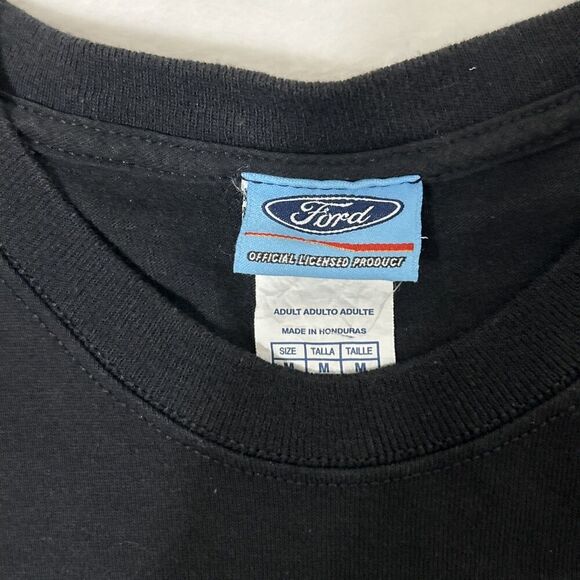 Ford
OFFICIAL LICENSED PRODUCT
ADULT ADULTO ADULTE
MADE IN HONDURAS
SIZE TALLA TAILLE
M M M